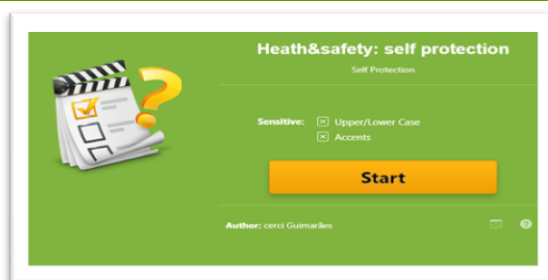 Heath&safety: self protection
Self Protection
Sensitive: Upper/Lower Case
Accents
Start
Author: cerci Guimarães